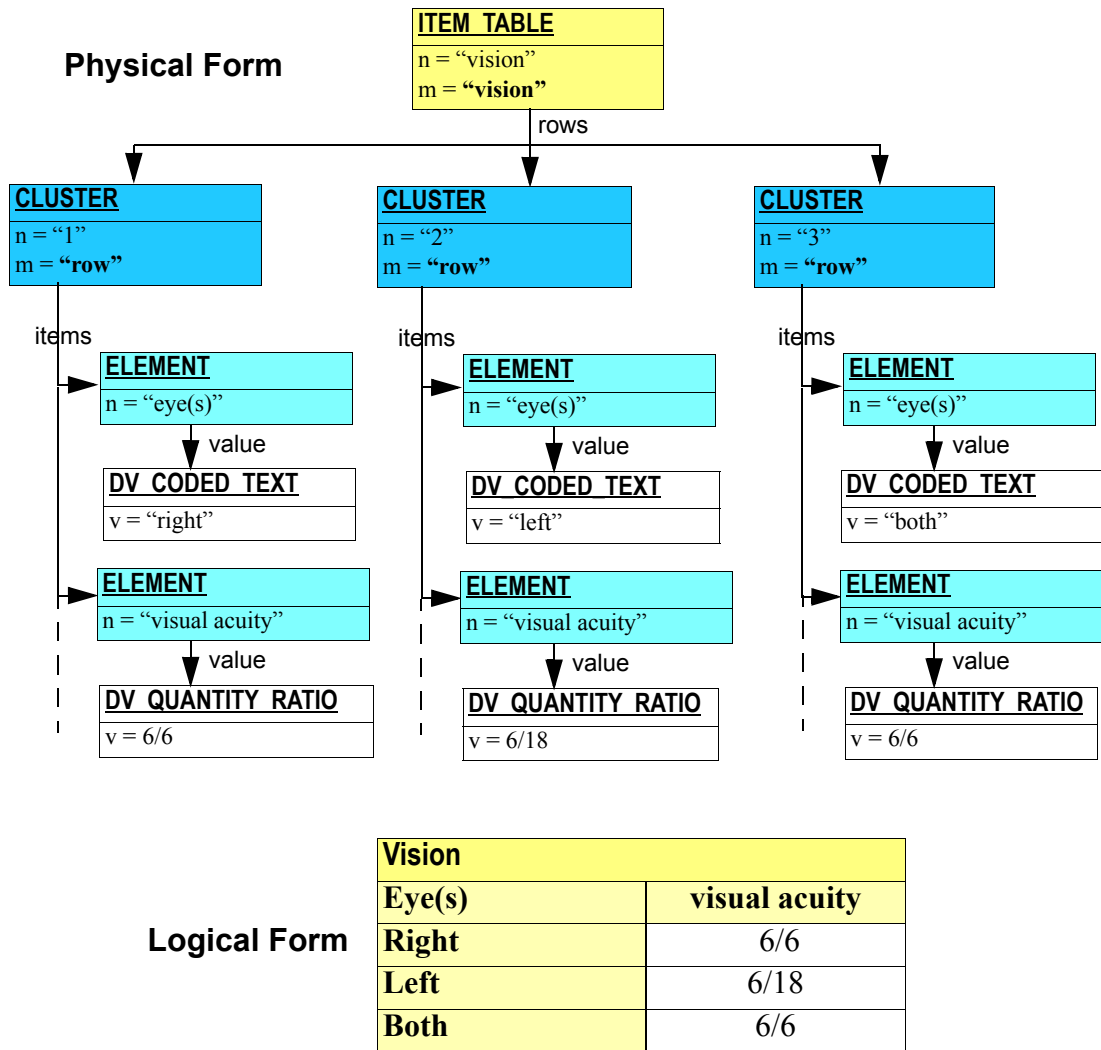 Physical Form
ITEM_TABLE
n = “vision”
m = “vision”
rows
CLUSTER
n = “1”
m = “row”
items
ELEMENT
n = “eye(s)”
value
DV_CODED_TEXT
v = “right”
ELEMENT
n = “visual acuity”
value
DV_QUANTITY_RATIO
v = 6/6
CLUSTER
n = “2”
m = “row”
items
ELEMENT
n = “eye(s)”
value
DV_CODED_TEXT
v = “left”
ELEMENT
n = “visual acuity”
value
DV_QUANTITY_RATIO
v = 6/18
CLUSTER
n = “3”
m = “row”
items
ELEMENT
n = “eye(s)”
value
DV_CODED_TEXT
v = “both”
ELEMENT
n = “visual acuity”
value
DV_QUANTITY_RATIO
v = 6/6
Logical Form
Vision
Eye(s) visual acuity
Right 6/6
Left 6/18
Both 6/6